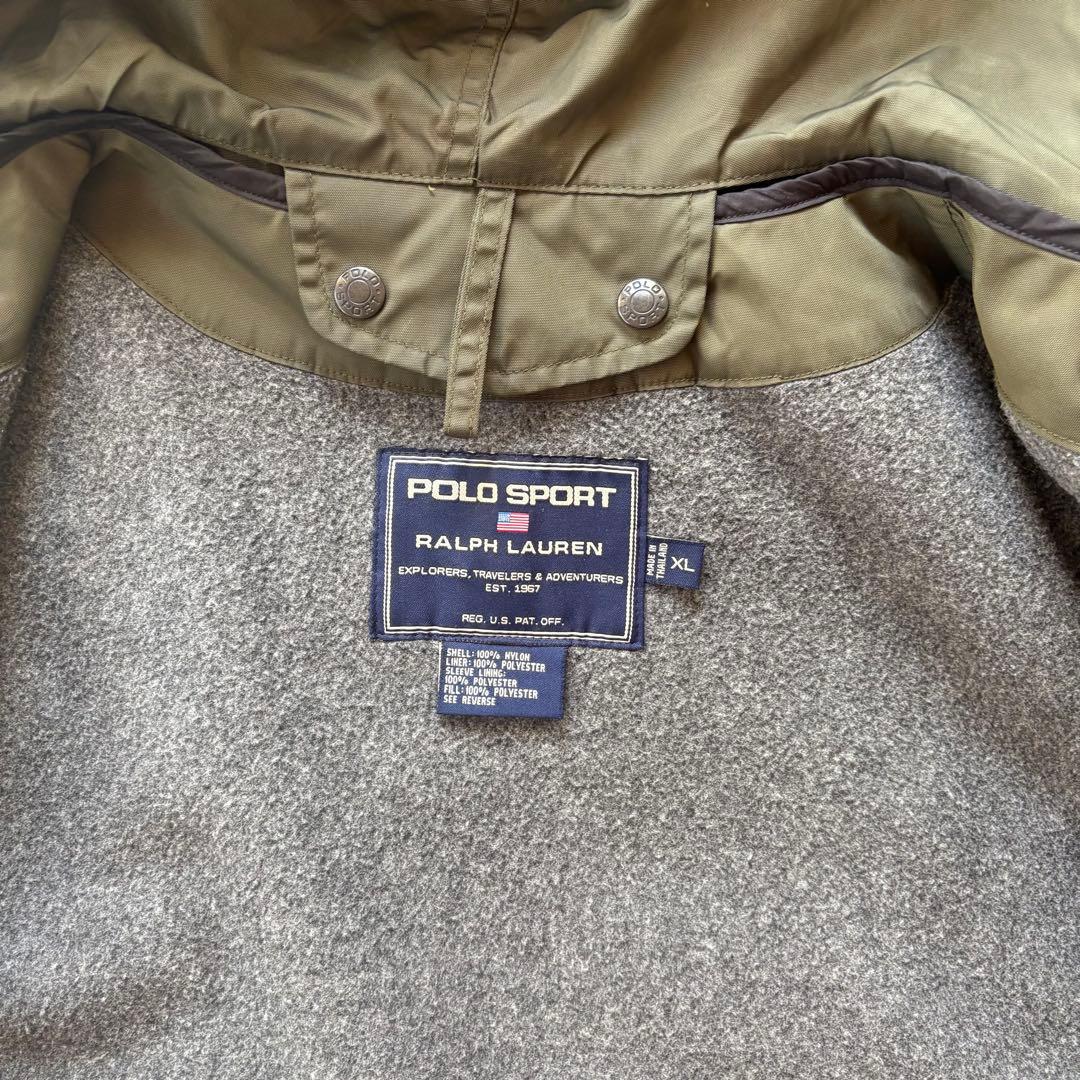 POLO SPORT
POLO SPORT
POLO SPORT
RALPH LAUREN
EXPLORERS, TRAVELERS & ADVENTURERS
EST. 1967
REG. U.S. PAT. OFF.
MADE IN
THAILAND
XL
SHELL: 100% NYLON
LINER: 100% POLYESTER
SLEEVE LINING:
100% POLYESTER
FILL: 100% POLYESTER
SEE REVERSE